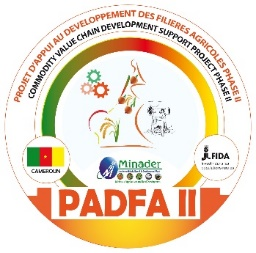 PROJET D'APPUI AU DEVELOPPEMENT DES FILIERES AGRICOLES PHASE II
COMMODITY VALUE CHAIN DEVELOPMENT SUPPORT PROJECT PHASE II
Minader
CAMEROUN
FIDA
PADFA II